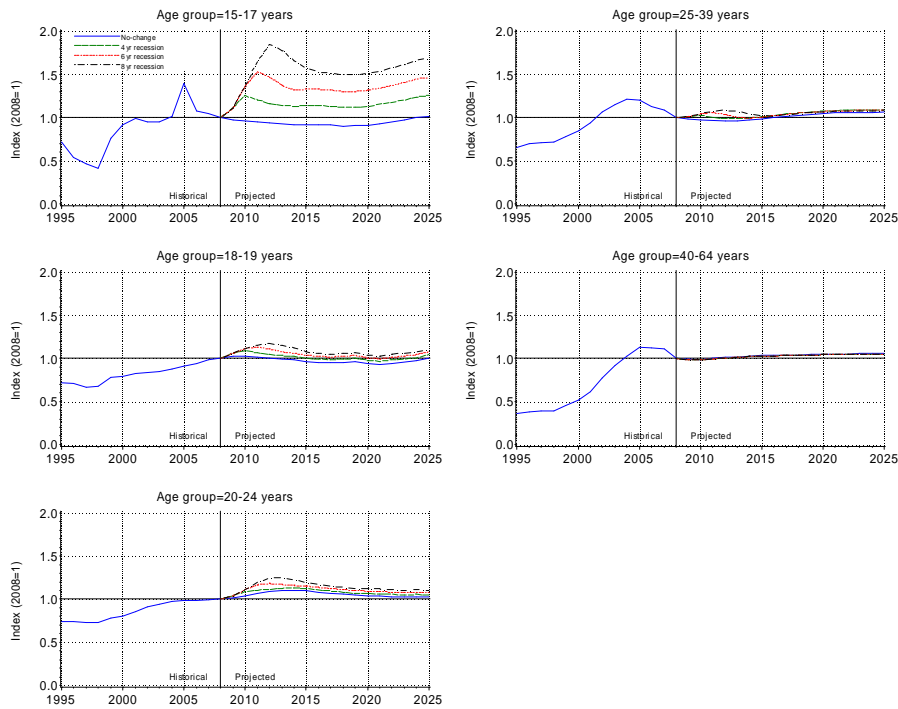 Age group=15-17 years
Index (2008=1)
2.0
1.5
1.0
0.5
0.0
No-change
4 yr recession
6 yr recession
8 yr recession
Historical Projected
1995 2000 2005 2010 2015 2020 2025
Age group=25-39 years
Index (2008=1)
2.0
1.5
1.0
0.5
0.0
Historical Projected
1995 2000 2005 2010 2015 2020 2025
Age group=18-19 years
Index (2008=1)
2.0
1.5
1.0
0.5
0.0
Historical Projected
1995 2000 2005 2010 2015 2020 2025
Age group=40-64 years
Index (2008=1)
2.0
1.5
1.0
0.5
0.0
Historical Projected
1995 2000 2005 2010 2015 2020 2025
Age group=20-24 years
Index (2008=1)
2.0
1.5
1.0
0.5
0.0
Historical Projected
1995 2000 2005 2010 2015 2020 2025